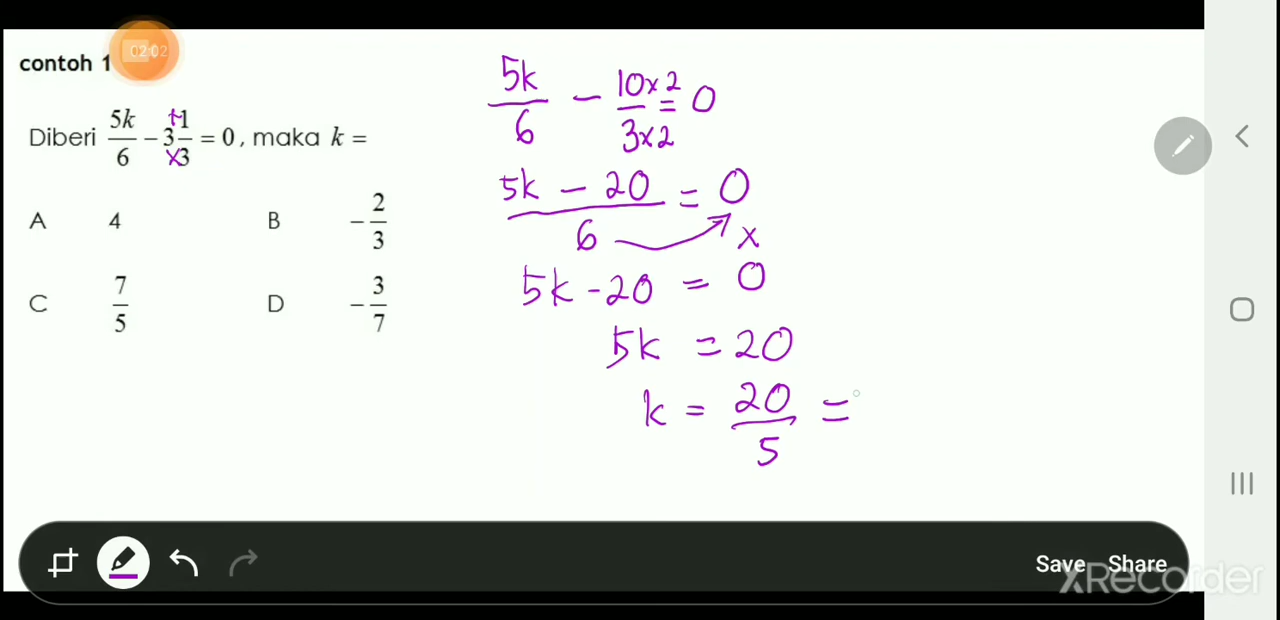 02:02
contoh 1
Diberi 5k/6 − 3 1/3 = 0, maka k =
+
×
A 4 B −2/3
C 7/5 D −3/7
5k/6 − 10×2/3×2 = 0
5k − 20/6 = 0
×
5k − 20 = 0
5k = 20
k = 20/5 =
Save Share
XRecorder